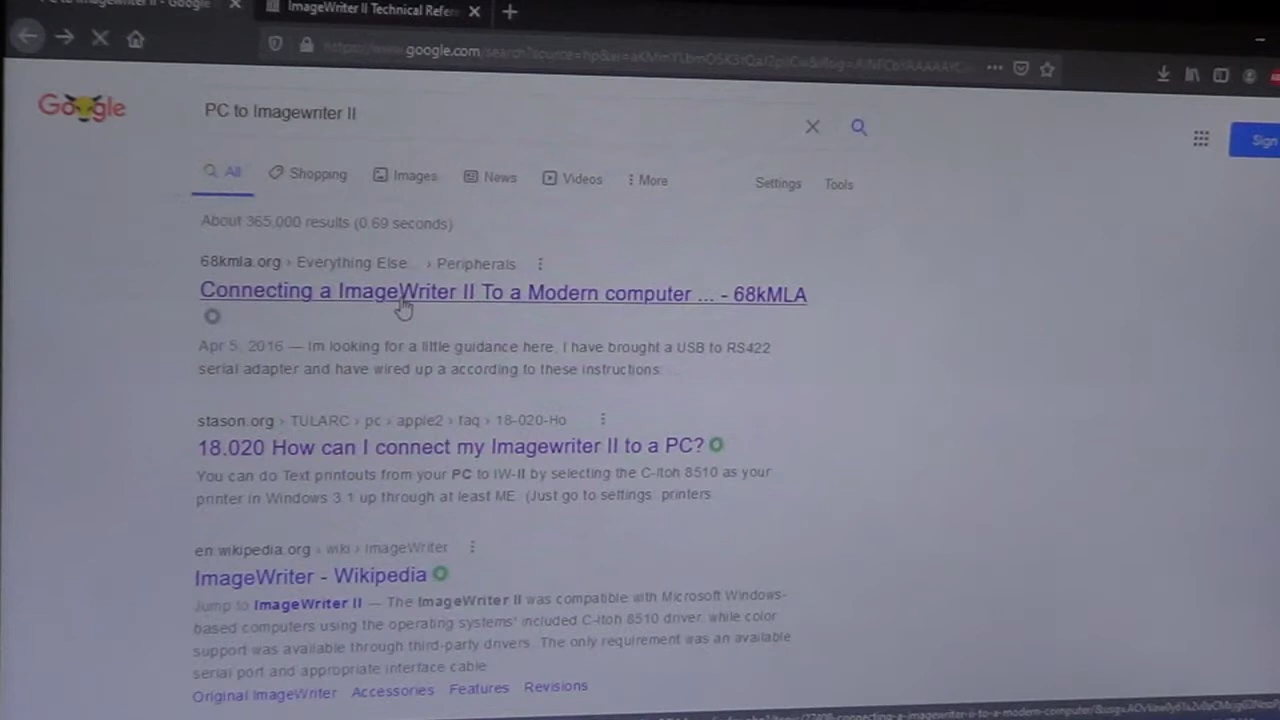 ImageWriter II Technical Refer
google.com
Google
PC to Imagewriter II
Sign
All
Shopping
Images
News
Videos
More
Settings
Tools
About 365,000 results (0.69 seconds)
68kmla.org › Everything Else › Peripherals
Connecting a ImageWriter II To a Modern computer ... - 68kMLA
Apr 5, 2016 — Im looking for a little guidance here, I have brought a USB to RS422
serial adapter and have wired up a according to these instructions.
stason.org › TULARC › pc › apple2 › faq › 18-020-Ho
18.020 How can I connect my Imagewriter II to a PC?
You can do Text printouts from your PC to IW-II by selecting the C-Itoh 8510 as your
printer in Windows 3.1 up through at least ME. (Just go to settings: printers
en.wikipedia.org › wiki › ImageWriter
ImageWriter - Wikipedia
Jump to ImageWriter II — The ImageWriter II was compatible with Microsoft Windows-
based computers using the operating systems' included C-Itoh 8510 driver, while color
support was available through third-party drivers. The only requirement was an available
serial port and appropriate interface cable
Original ImageWriter
Accessories
Features
Revisions